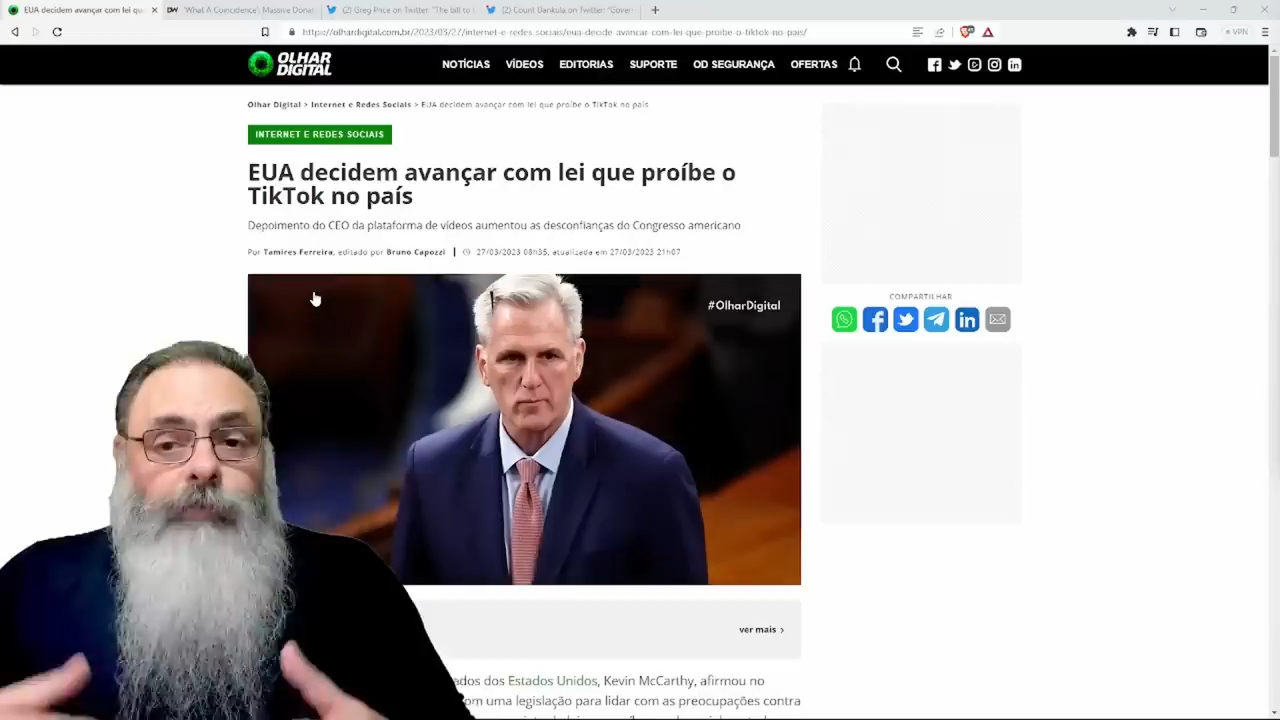 EUA decidem avançar com lei qu
"What A Coincidence': Massive Donar
(2) Greg Price on Twitter: "The bill to
(2) Count Dankula on Twitter: "Gover
https://olhardigital.com.br/2023/03/27/internet-e-redes-sociais/eua-decide-avancar-com-lei-que-proibe-o-tiktok-no-pais/
VPN
OLHAR
DIGITAL
NOTÍCIAS VÍDEOS EDITORIAS SUPORTE OD SEGURANÇA OFERTAS
Olhar Digital > Internet e Redes Sociais > EUA decidem avançar com lei que proíbe o TikTok no país
INTERNET E REDES SOCIAIS
EUA decidem avançar com lei que proíbe o
TikTok no país
Depoimento do CEO da plataforma de vídeos aumentou as desconfianças do Congresso americano
Por Tamires Ferreira, editado por Bruno Capozzi | 27/03/2023 08h35, atualizada em 27/03/2023 21h07
#OlharDigital
COMPARTILHAR
ver mais >
ados dos Estados Unidos, Kevin McCarthy, afirmou no
om uma legislação para lidar com as preocupações contra